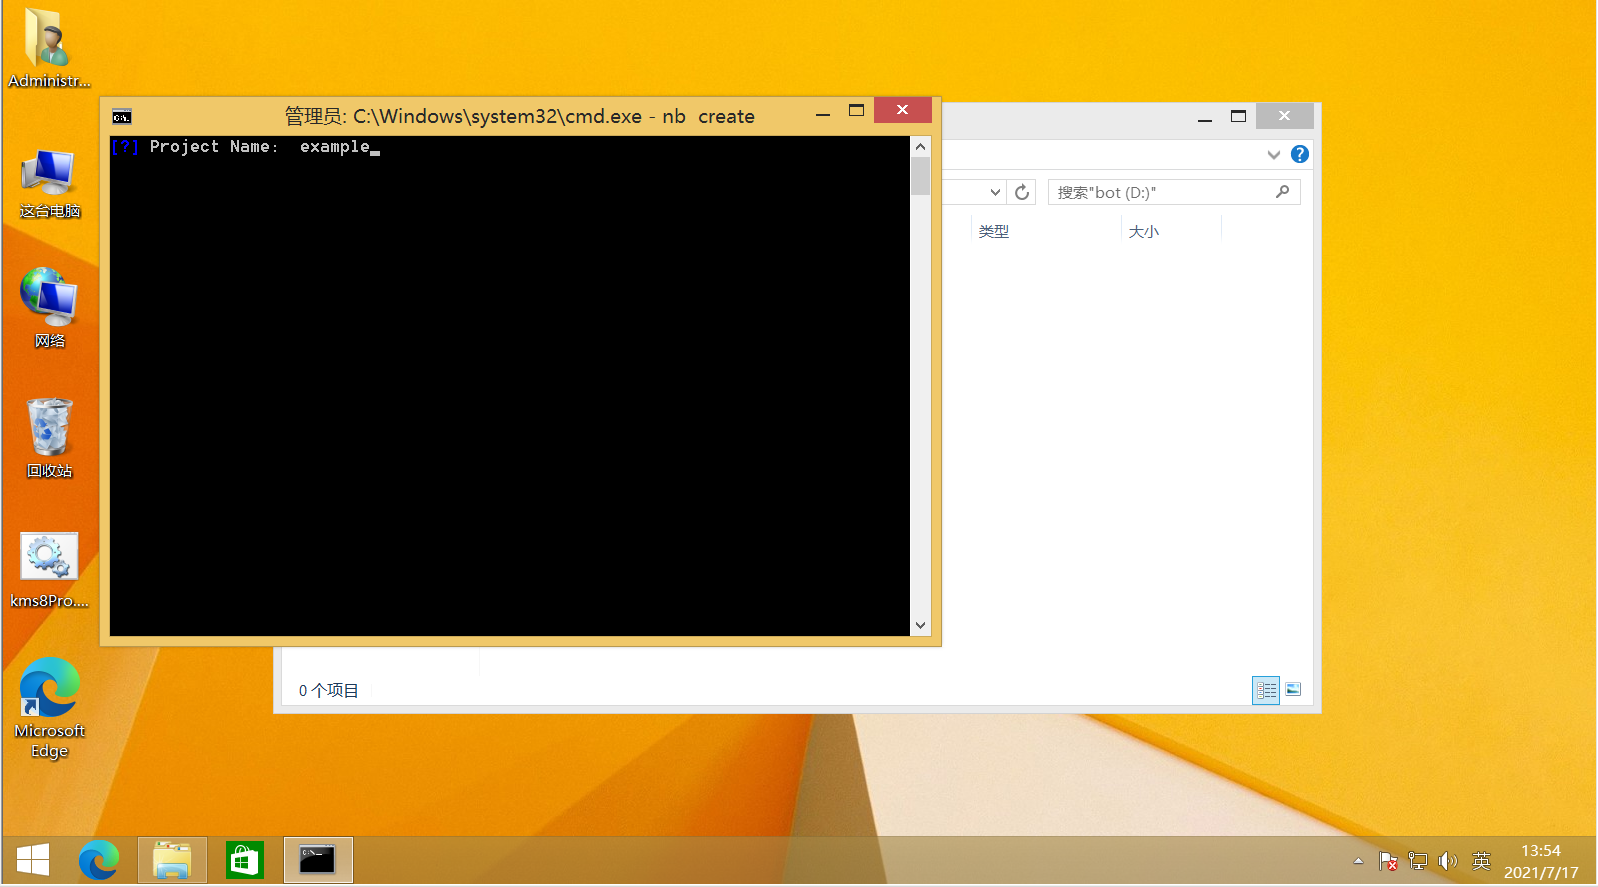 Administr...
这台电脑
网络
回收站
kms8Pro....
Microsoft
Edge
管理员: C:\Windows\system32\cmd.exe - nb  create
[?] Project Name:  example
搜索"bot (D:)"
类型
大小
0 个项目
英
13:54
2021/7/17